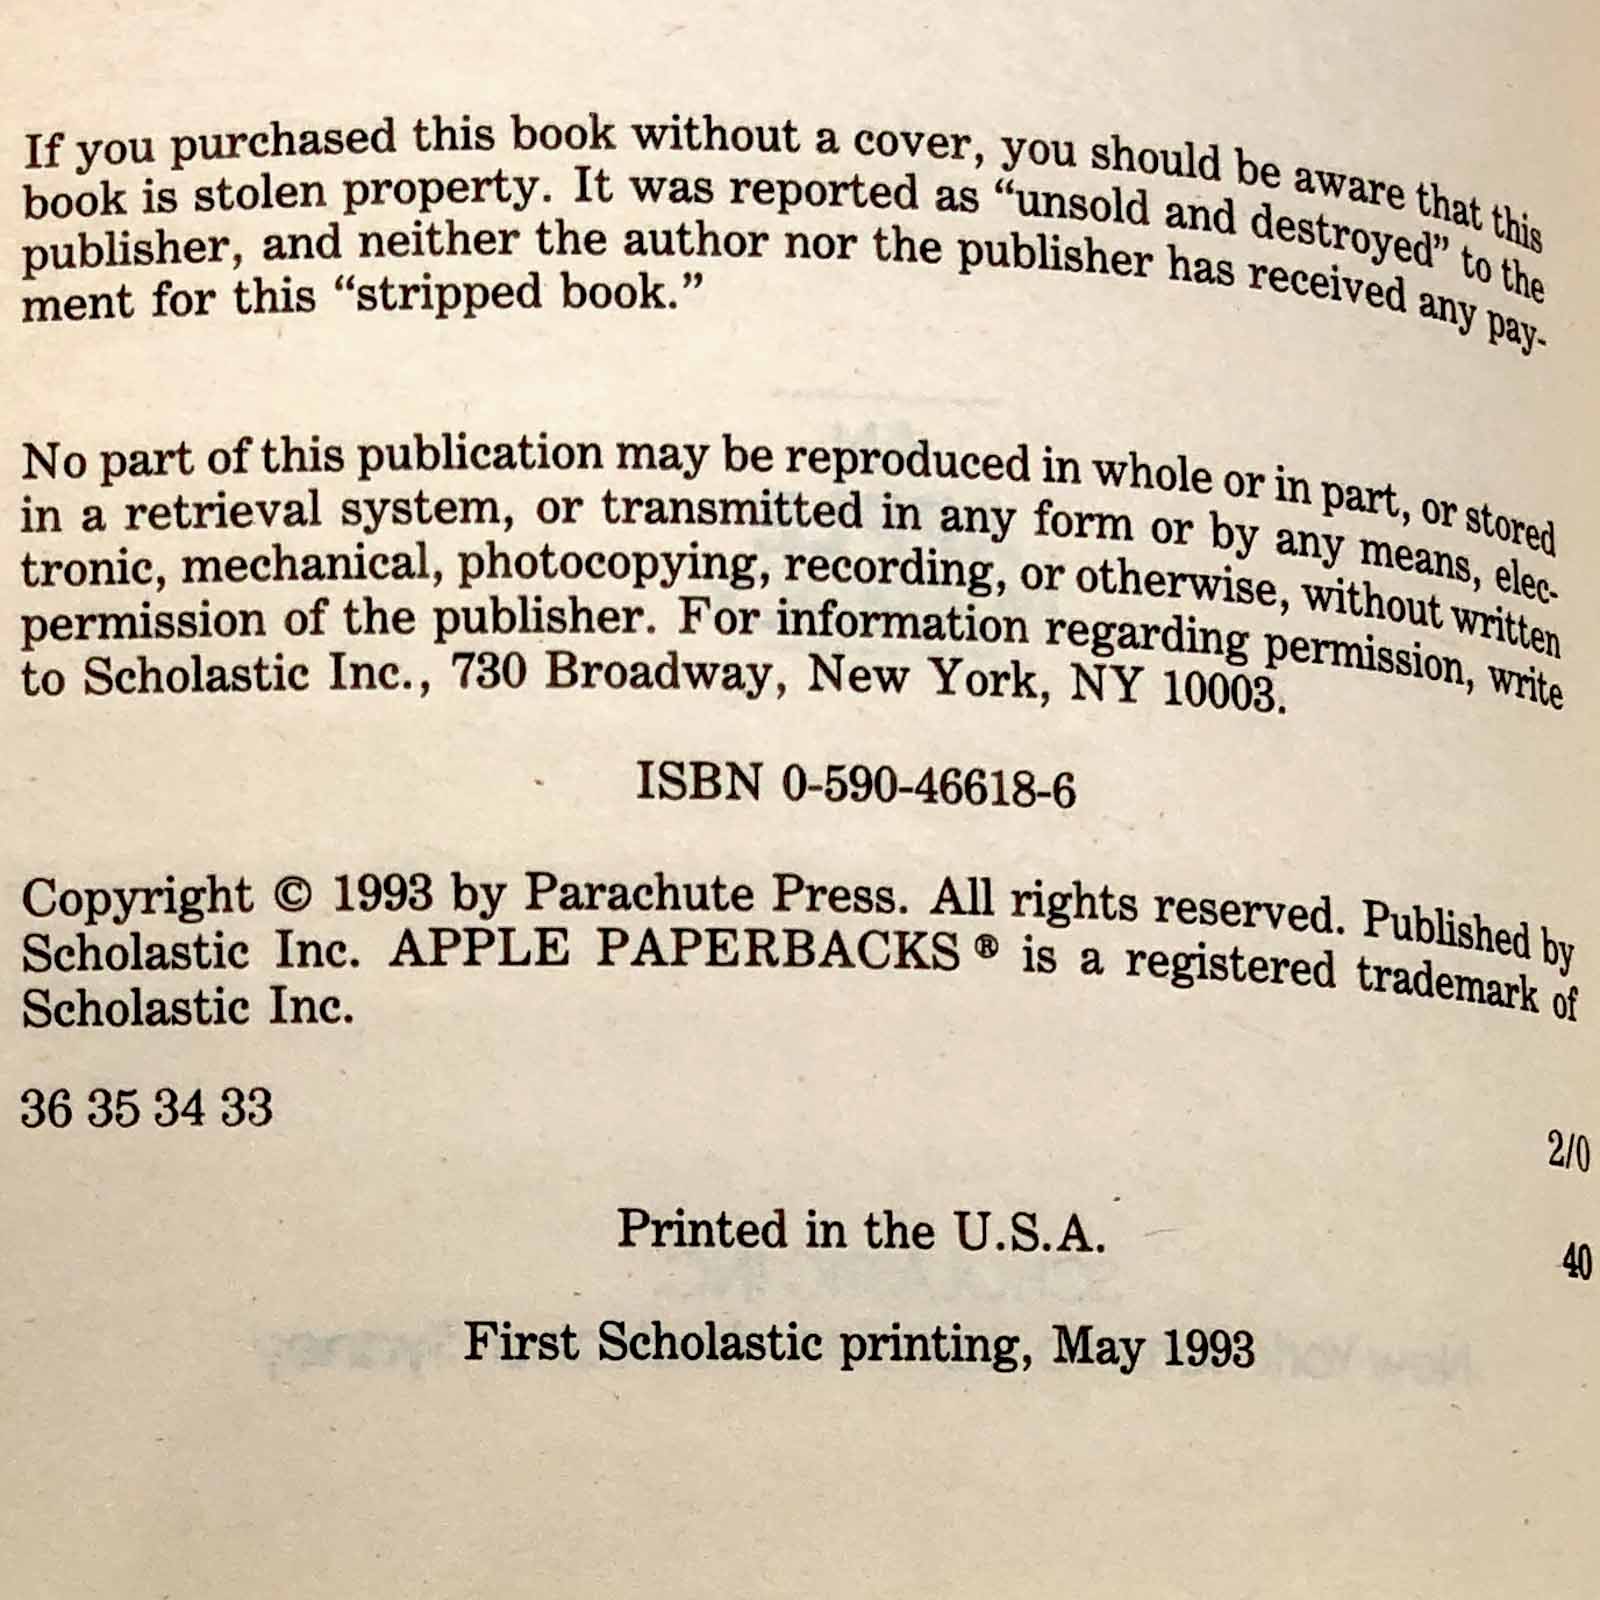 If you purchased this book without a cover, you should be aware that this
book is stolen property. It was reported as “unsold and destroyed” to the
publisher, and neither the author nor the publisher has received any pay-
ment for this “stripped book.”
No part of this publication may be reproduced in whole or in part, or stored
in a retrieval system, or transmitted in any form or by any means, elec-
tronic, mechanical, photocopying, recording, or otherwise, without written
permission of the publisher. For information regarding permission, write
to Scholastic Inc., 730 Broadway, New York, NY 10003.
ISBN 0-590-46618-6
Copyright © 1993 by Parachute Press. All rights reserved. Published by
Scholastic Inc. APPLE PAPERBACKS ® is a registered trademark of
Scholastic Inc.
36 35 34 33
2/0
Printed in the U.S.A.
40
First Scholastic printing, May 1993